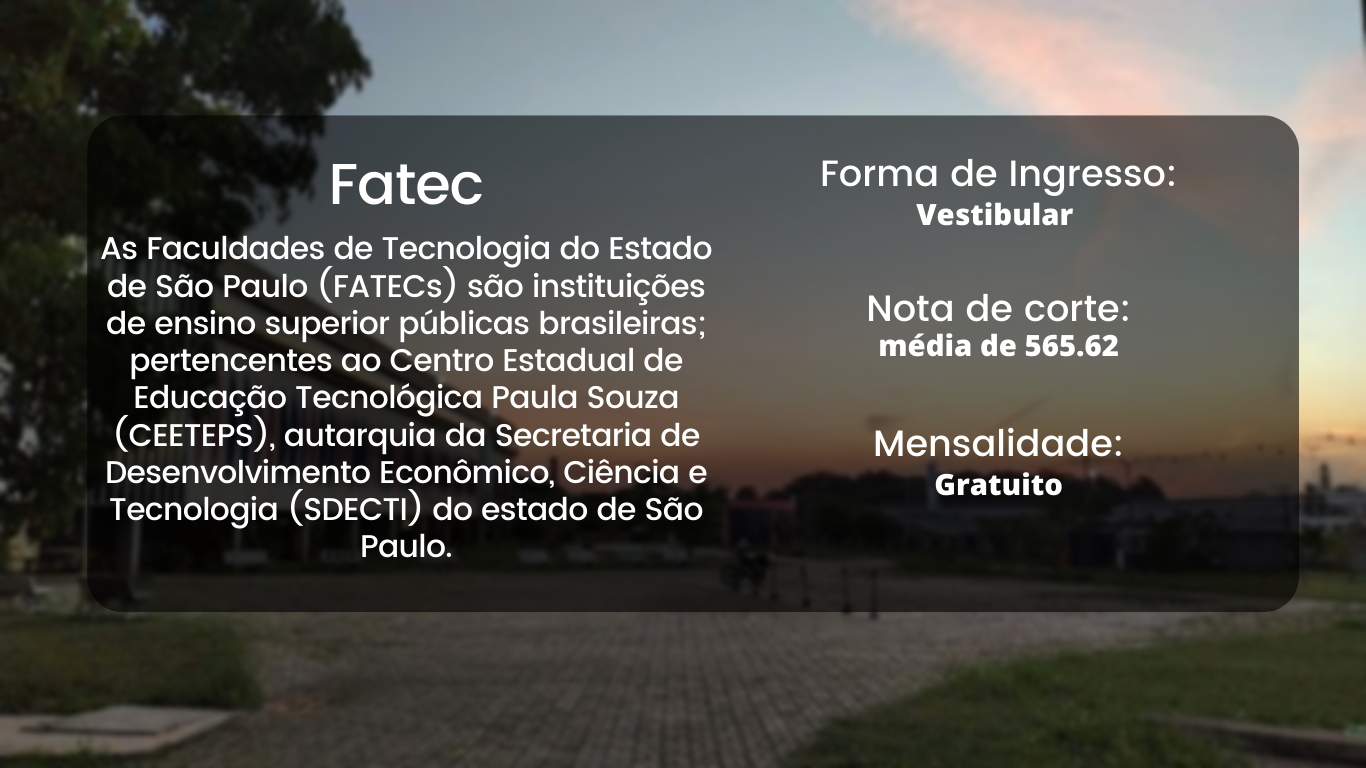 Fatec
As Faculdades de Tecnologia do Estado
de São Paulo (FATECs) são instituições
de ensino superior públicas brasileiras;
pertencentes ao Centro Estadual de
Educação Tecnológica Paula Souza
(CEETEPS), autarquia da Secretaria de
Desenvolvimento Econômico, Ciência e
Tecnologia (SDECTI) do estado de São
Paulo.
Forma de Ingresso:
Vestibular
Nota de corte:
média de 565.62
Mensalidade:
Gratuito